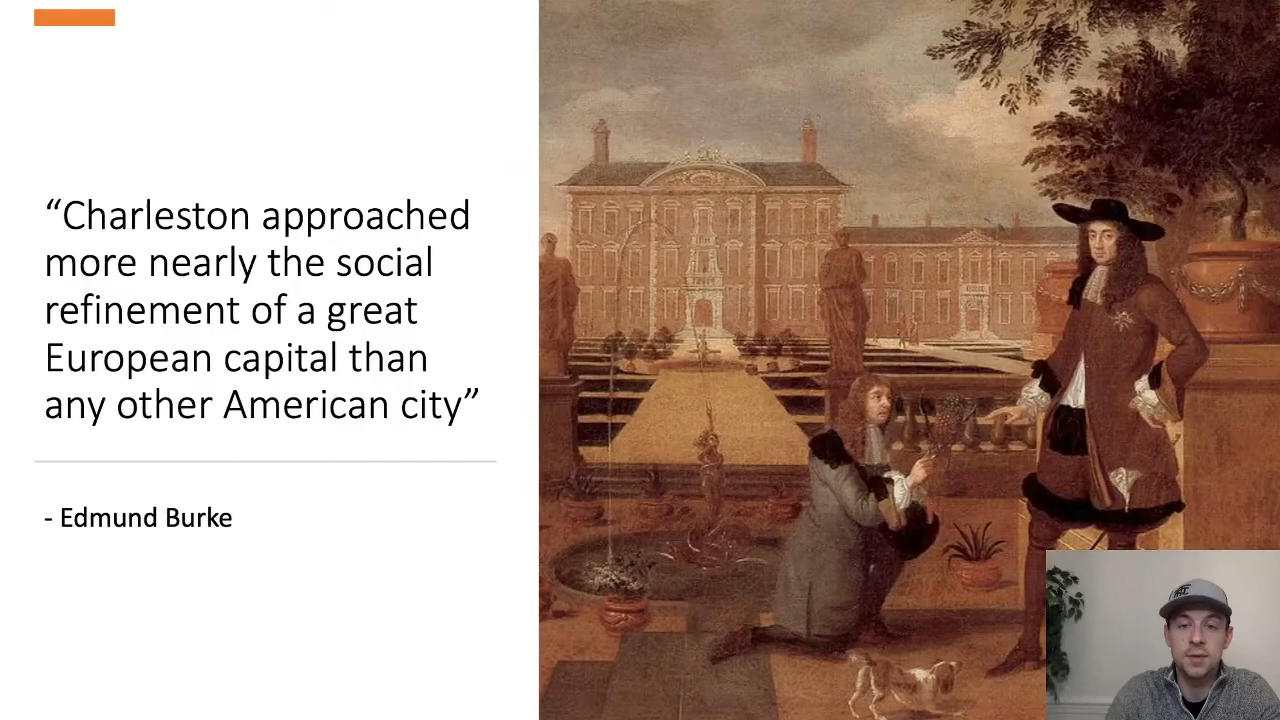 “Charleston approached
more nearly the social
refinement of a great
European capital than
any other American city”
- Edmund Burke